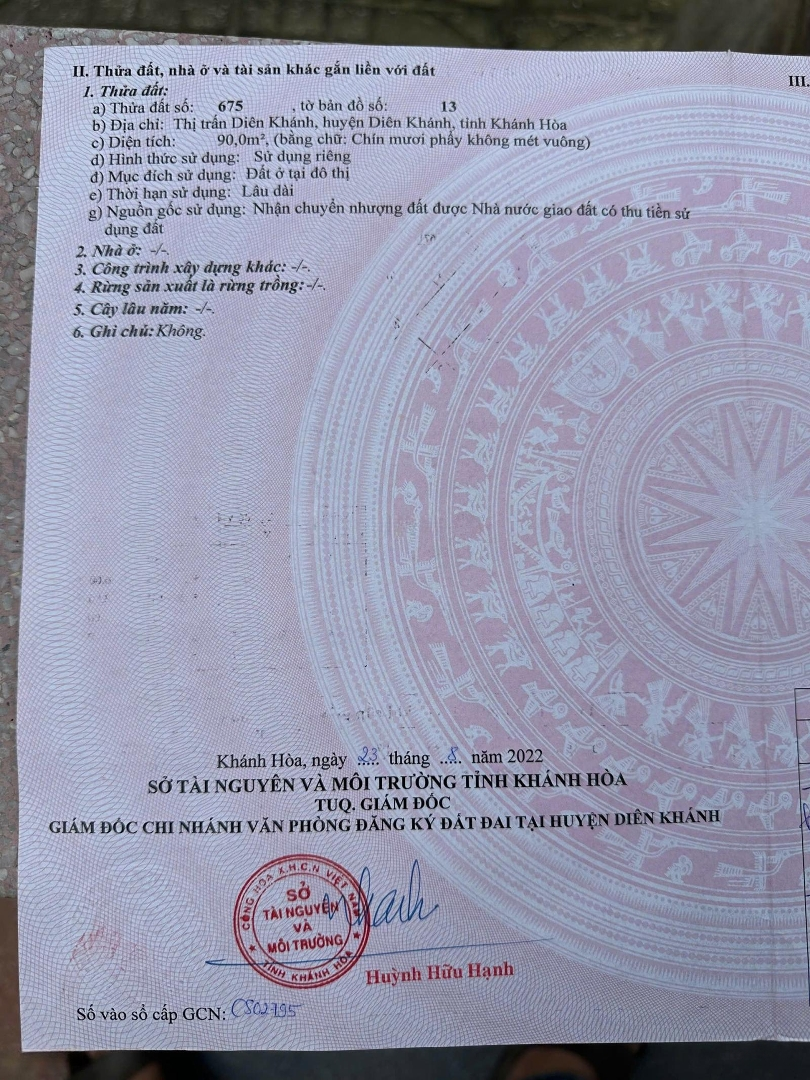 II. Thửa đất, nhà ở và tài sản khác gắn liền với đất
III.
1. Thửa đất:
a) Thửa đất số: 675 , tờ bản đồ số: 13
b) Địa chỉ: Thị trấn Diên Khánh, huyện Diên Khánh, tỉnh Khánh Hòa
c) Diện tích: 90,0m², (bằng chữ: Chín mươi phẩy không mét vuông)
d) Hình thức sử dụng: Sử dụng riêng
đ) Mục đích sử dụng: Đất ở tại đô thị
e) Thời hạn sử dụng: Lâu dài
g) Nguồn gốc sử dụng: Nhận chuyển nhượng đất được Nhà nước giao đất có thu tiền sử
dụng đất
2. Nhà ở: -/-.
3. Công trình xây dựng khác: -/-.
4. Rừng sản xuất là rừng trồng: -/-.
5. Cây lâu năm: -/-.
6. Ghi chú: Không.
Khánh Hòa, ngày 23 tháng 8 năm 2022
SỞ TÀI NGUYÊN VÀ MÔI TRƯỜNG TỈNH KHÁNH HÒA
TUQ. GIÁM ĐỐC
GIÁM ĐỐC CHI NHÁNH VĂN PHÒNG ĐĂNG KÝ ĐẤT ĐAI TẠI HUYỆN DIÊN KHÁNH
CỘNG HÒA X.H.C.N VIỆT NAM
SỞ
TÀI NGUYÊN
VÀ
MÔI TRƯỜNG
TỈNH KHÁNH HÒA
Huỳnh Hữu Hạnh
Số vào sổ cấp GCN: CS02795